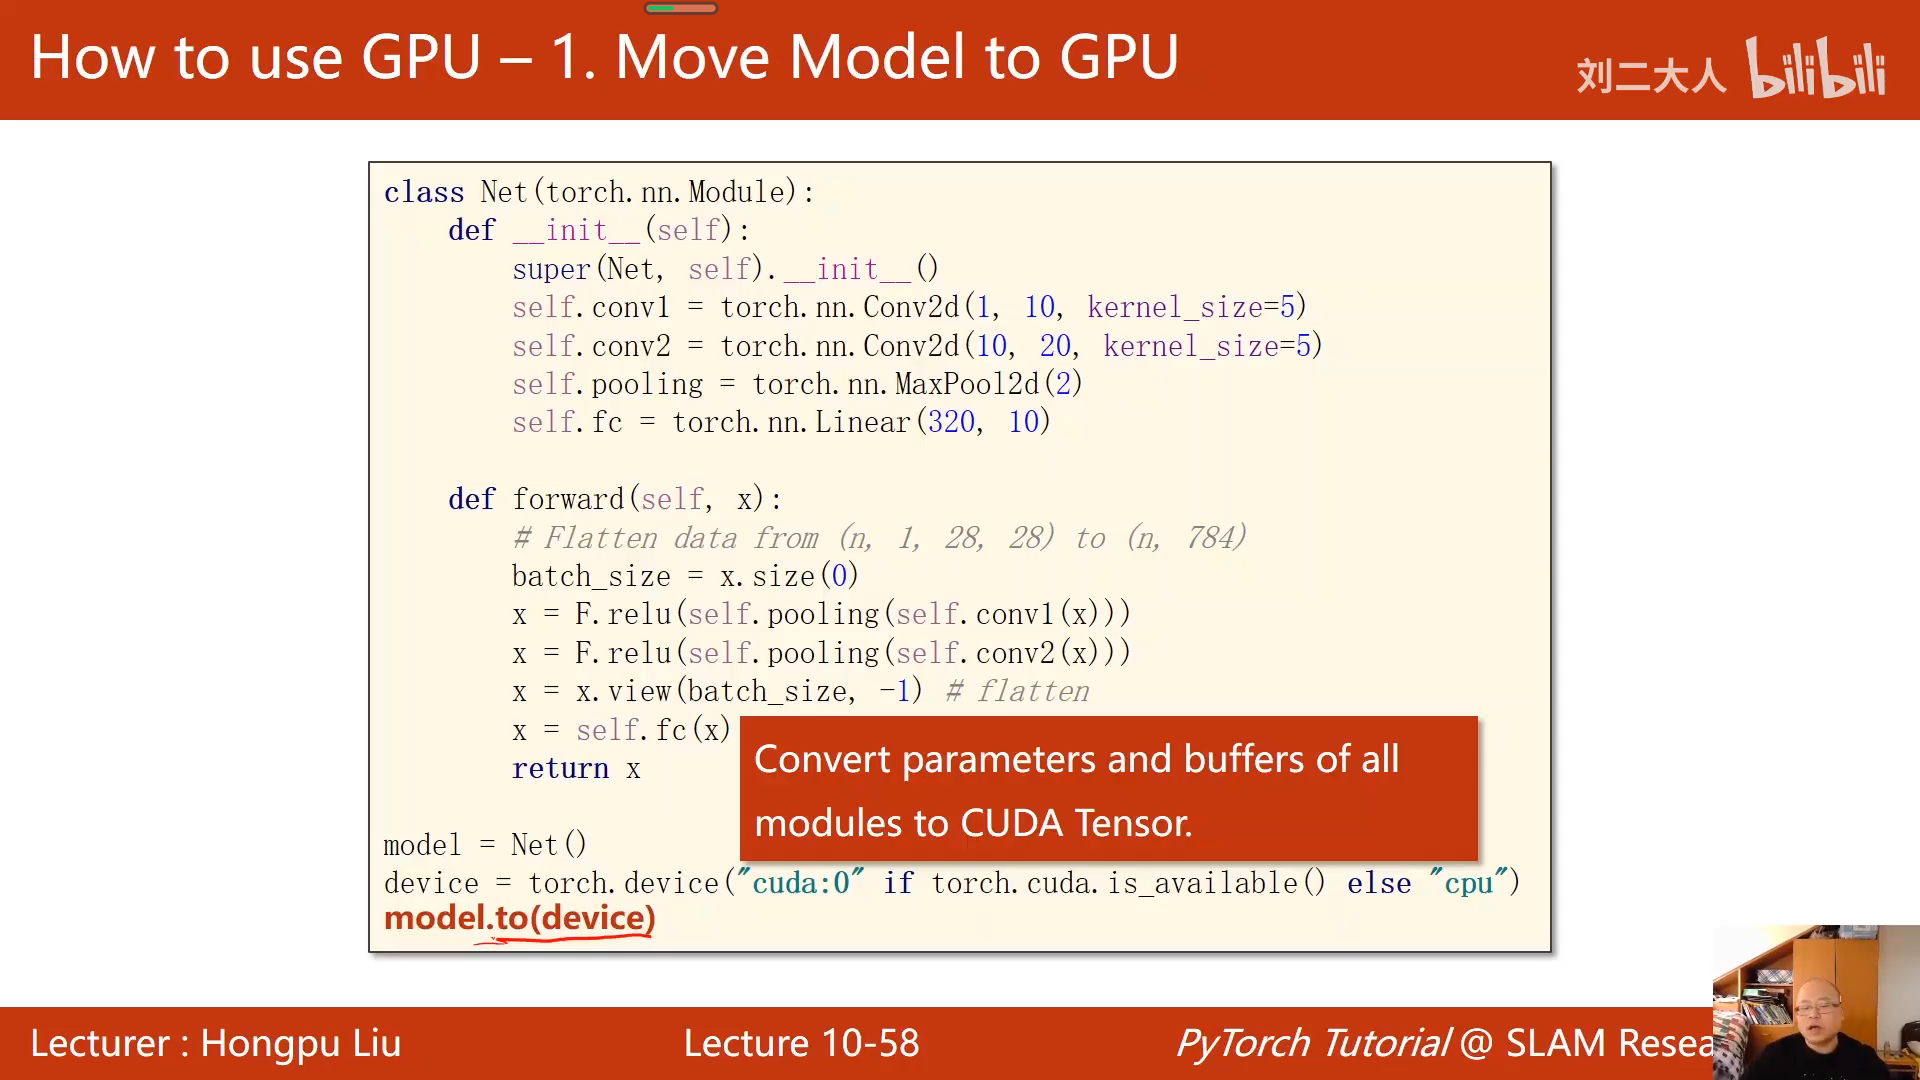 How to use GPU – 1. Move Model to GPU
刘二大人 bilibili
class Net(torch.nn.Module):
def __init__(self):
super(Net, self).__init__()
self.conv1 = torch.nn.Conv2d(1, 10, kernel_size=5)
self.conv2 = torch.nn.Conv2d(10, 20, kernel_size=5)
self.pooling = torch.nn.MaxPool2d(2)
self.fc = torch.nn.Linear(320, 10)
def forward(self, x):
# Flatten data from (n, 1, 28, 28) to (n, 784)
batch_size = x.size(0)
x = F.relu(self.pooling(self.conv1(x)))
x = F.relu(self.pooling(self.conv2(x)))
x = x.view(batch_size, -1) # flatten
x = self.fc(x)
return x
Convert parameters and buffers of all
modules to CUDA Tensor.
model = Net()
device = torch.device("cuda:0" if torch.cuda.is_available() else "cpu")
model.to(device)
Lecturer : Hongpu Liu
Lecture 10-58
PyTorch Tutorial @ SLAM Resea